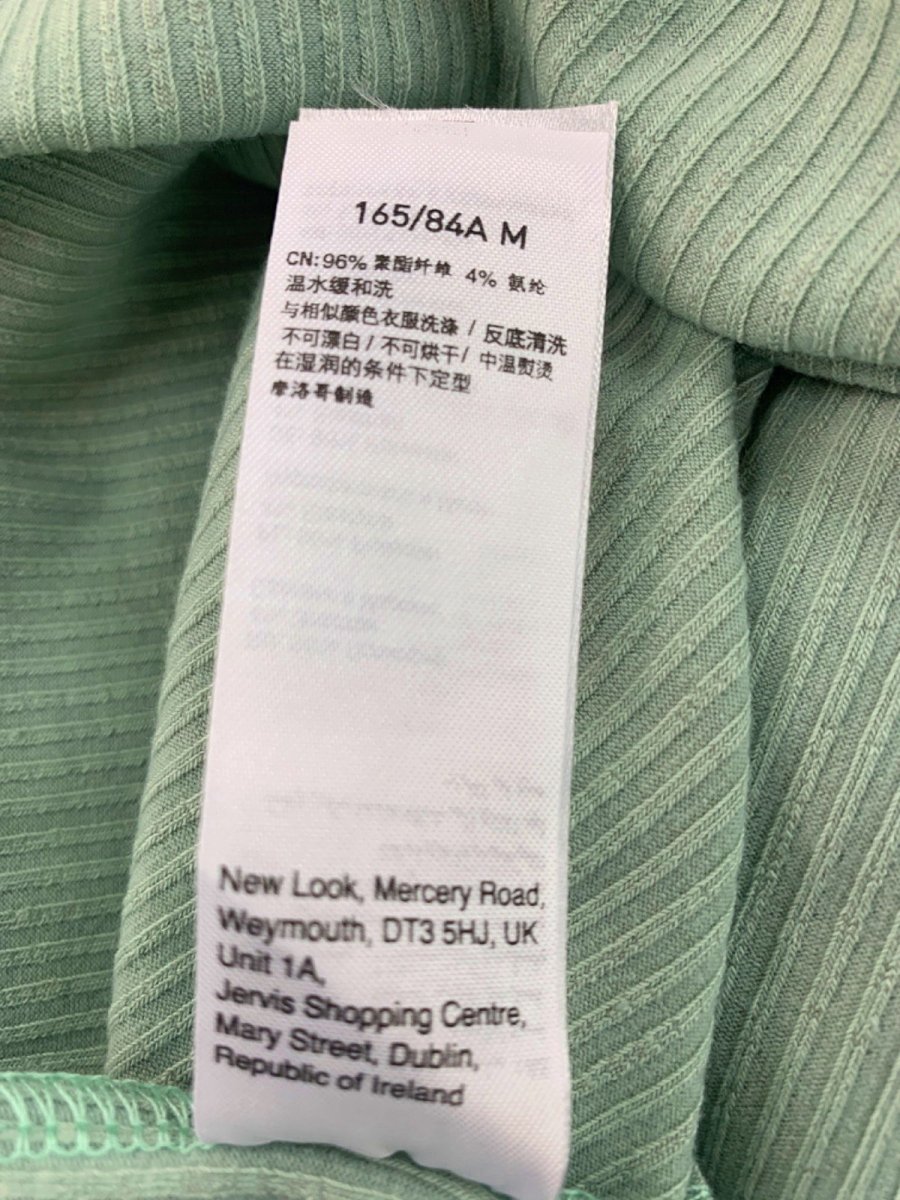 165/84A M
CN:96% 聚酯纤维 4% 氨纶
温水缓和洗
与相似颜色衣服洗涤 / 反底清洗
不可漂白 / 不可烘干/ 中温熨烫
在湿润的条件下定型
摩洛哥制造
New Look, Mercery Road,
Weymouth, DT3 5HJ, UK
Unit 1A,
Jervis Shopping Centre,
Mary Street, Dublin,
Republic of Ireland